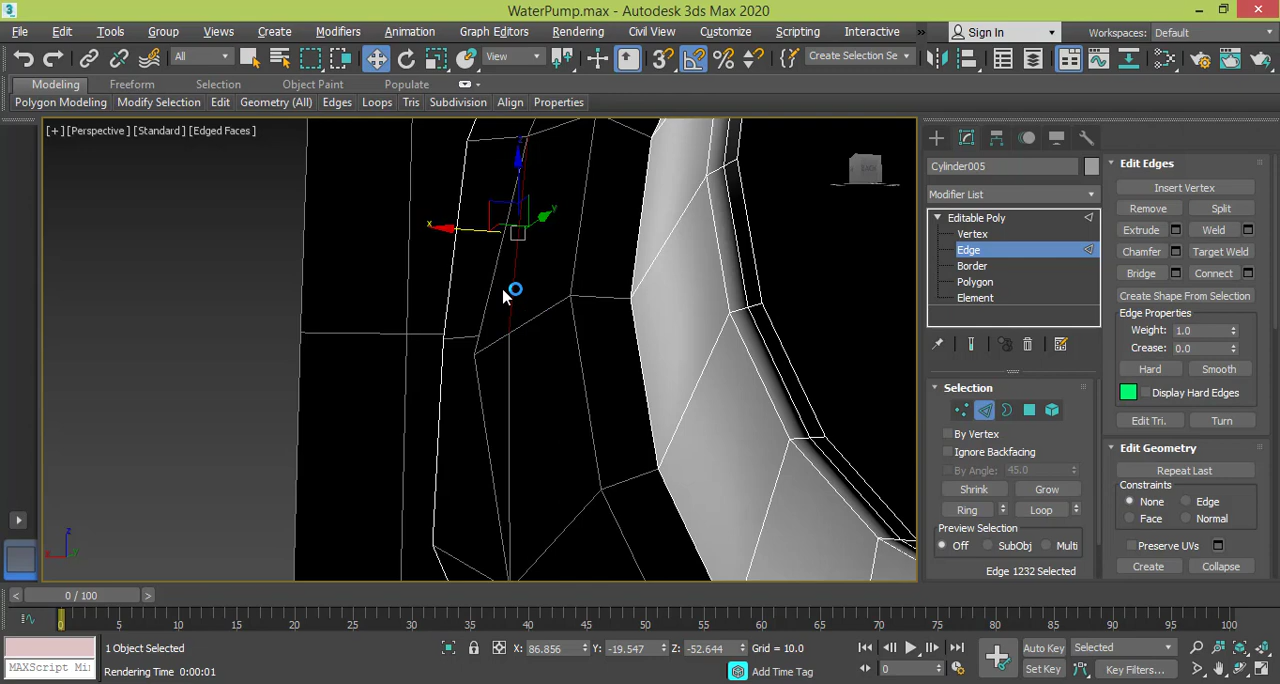 WaterPump.max - Autodesk 3ds Max 2020
File Edit Tools Group Views Create Modifiers Animation Graph Editors Rendering Civil View Customize Scripting Interactive Sign In Workspaces: Default
All View Create Selection Se
Modeling Freeform Selection Object Paint Populate
Polygon Modeling Modify Selection Edit Geometry (All) Edges Loops Tris Subdivision Align Properties
[+] [Perspective] [Standard] [Edged Faces]
x y z
Cylinder005
Modifier List
Editable Poly
Vertex
Edge
Border
Polygon
Element
Selection
By Vertex
Ignore Backfacing
By Angle: 45.0
Shrink Grow
Ring Loop
Preview Selection
Off SubObj Multi
Edge 1232 Selected
Edit Edges
Insert Vertex
Remove Split
Extrude Weld
Chamfer Target Weld
Bridge Connect
Create Shape From Selection
Edge Properties
Weight: 1.0
Crease: 0.0
Hard Smooth
Display Hard Edges
Edit Tri. Turn
Edit Geometry
Repeat Last
Constraints
None Edge
Face Normal
Preserve UVs
Create Collapse
0 / 100
0 5 10 15 20 25 30 35 40 45 50 55 60 65 70 75 80 85 90 95 100
1 Object Selected X: 86.856 Y: -19.547 Z: -52.644 Grid = 10.0 Auto Key Selected
MAXScript Mi Rendering Time 0:00:01 Add Time Tag 0 Set Key Key Filters...